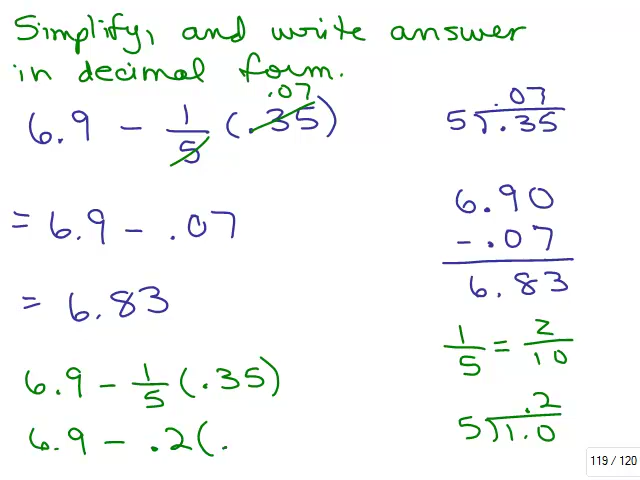 Simplify, and write answer
in decimal form.
.07
6.9 - 1/5 (.35)
= 6.9 - .07
= 6.83
6.9 - 1/5 (.35)
6.9 - .2 (.
.07
5).35
6.90
- .07
6.83
1/5 = 2/10
.2
5)1.0
119 / 120